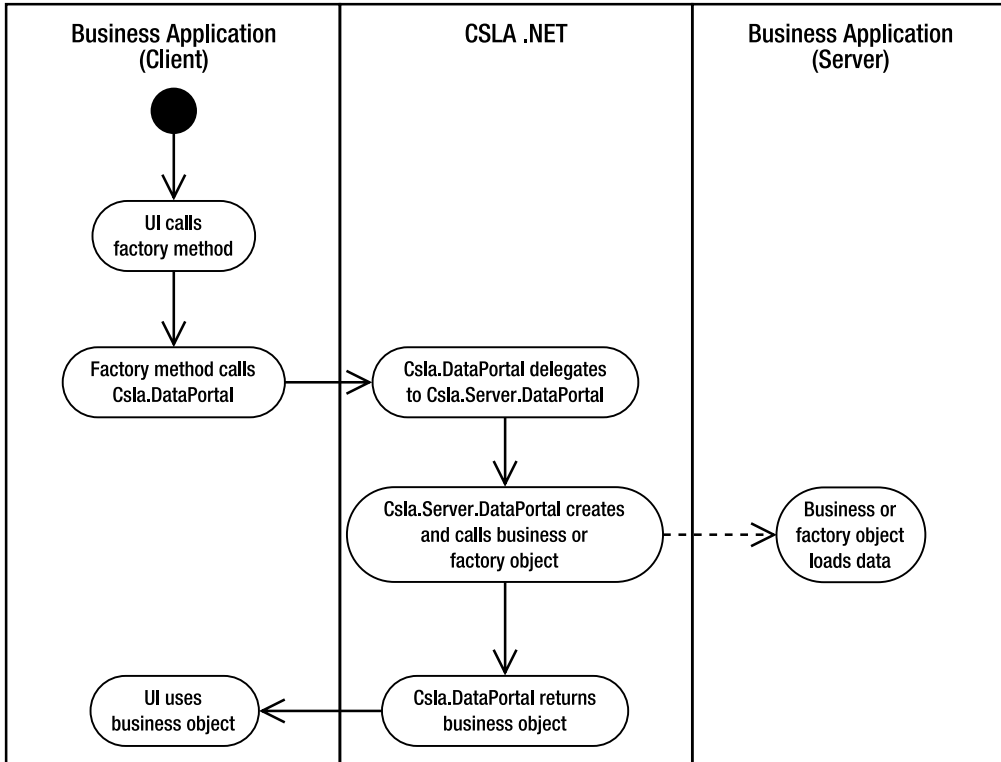 Business Application
(Client)
CSLA .NET
Business Application
(Server)
UI calls
factory method
Factory method calls
Csla.DataPortal
Csla.DataPortal delegates
to Csla.Server.DataPortal
Csla.Server.DataPortal creates
and calls business or
factory object
Business or
factory object
loads data
Csla.DataPortal returns
business object
UI uses
business object